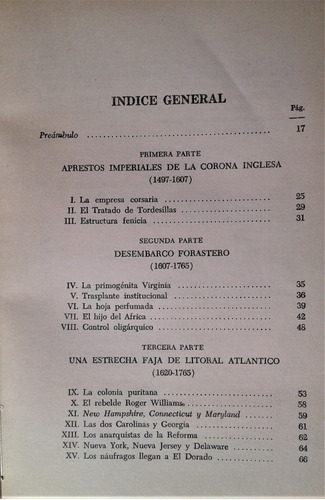 INDICE GENERAL
Pág.
Preámbulo ........................................... 17
PRIMERA PARTE
APRESTOS IMPERIALES DE LA CORONA INGLESA
(1497-1607)
I. La empresa corsaria ........................... 25
II. El Tratado de Tordesillas ........................... 29
III. Estructura fenicia ........................... 31
SEGUNDA PARTE
DESEMBARCO FORASTERO
(1607-1765)
IV. La primogénita Virginia ........................... 35
V. Trasplante institucional ........................... 36
VI. La hoja perfumada ........................... 39
VII. El hijo del Africa ........................... 42
VIII. Control oligárquico ........................... 48
TERCERA PARTE
UNA ESTRECHA FAJA DE LITORAL ATLANTICO
(1620-1765)
IX. La colonia puritana ........................... 53
X. El rebelde Roger Williams ........................... 58
XI. New Hampshire, Connecticut y Maryland ............ 59
XII. Las dos Carolinas y Georgia ........................... 61
XIII. Los anarquistas de la Reforma ........................... 62
XIV. Nueva York, Nueva Jersey y Delaware ............... 64
XV. Los náufragos llegan a El Dorado .................. 66